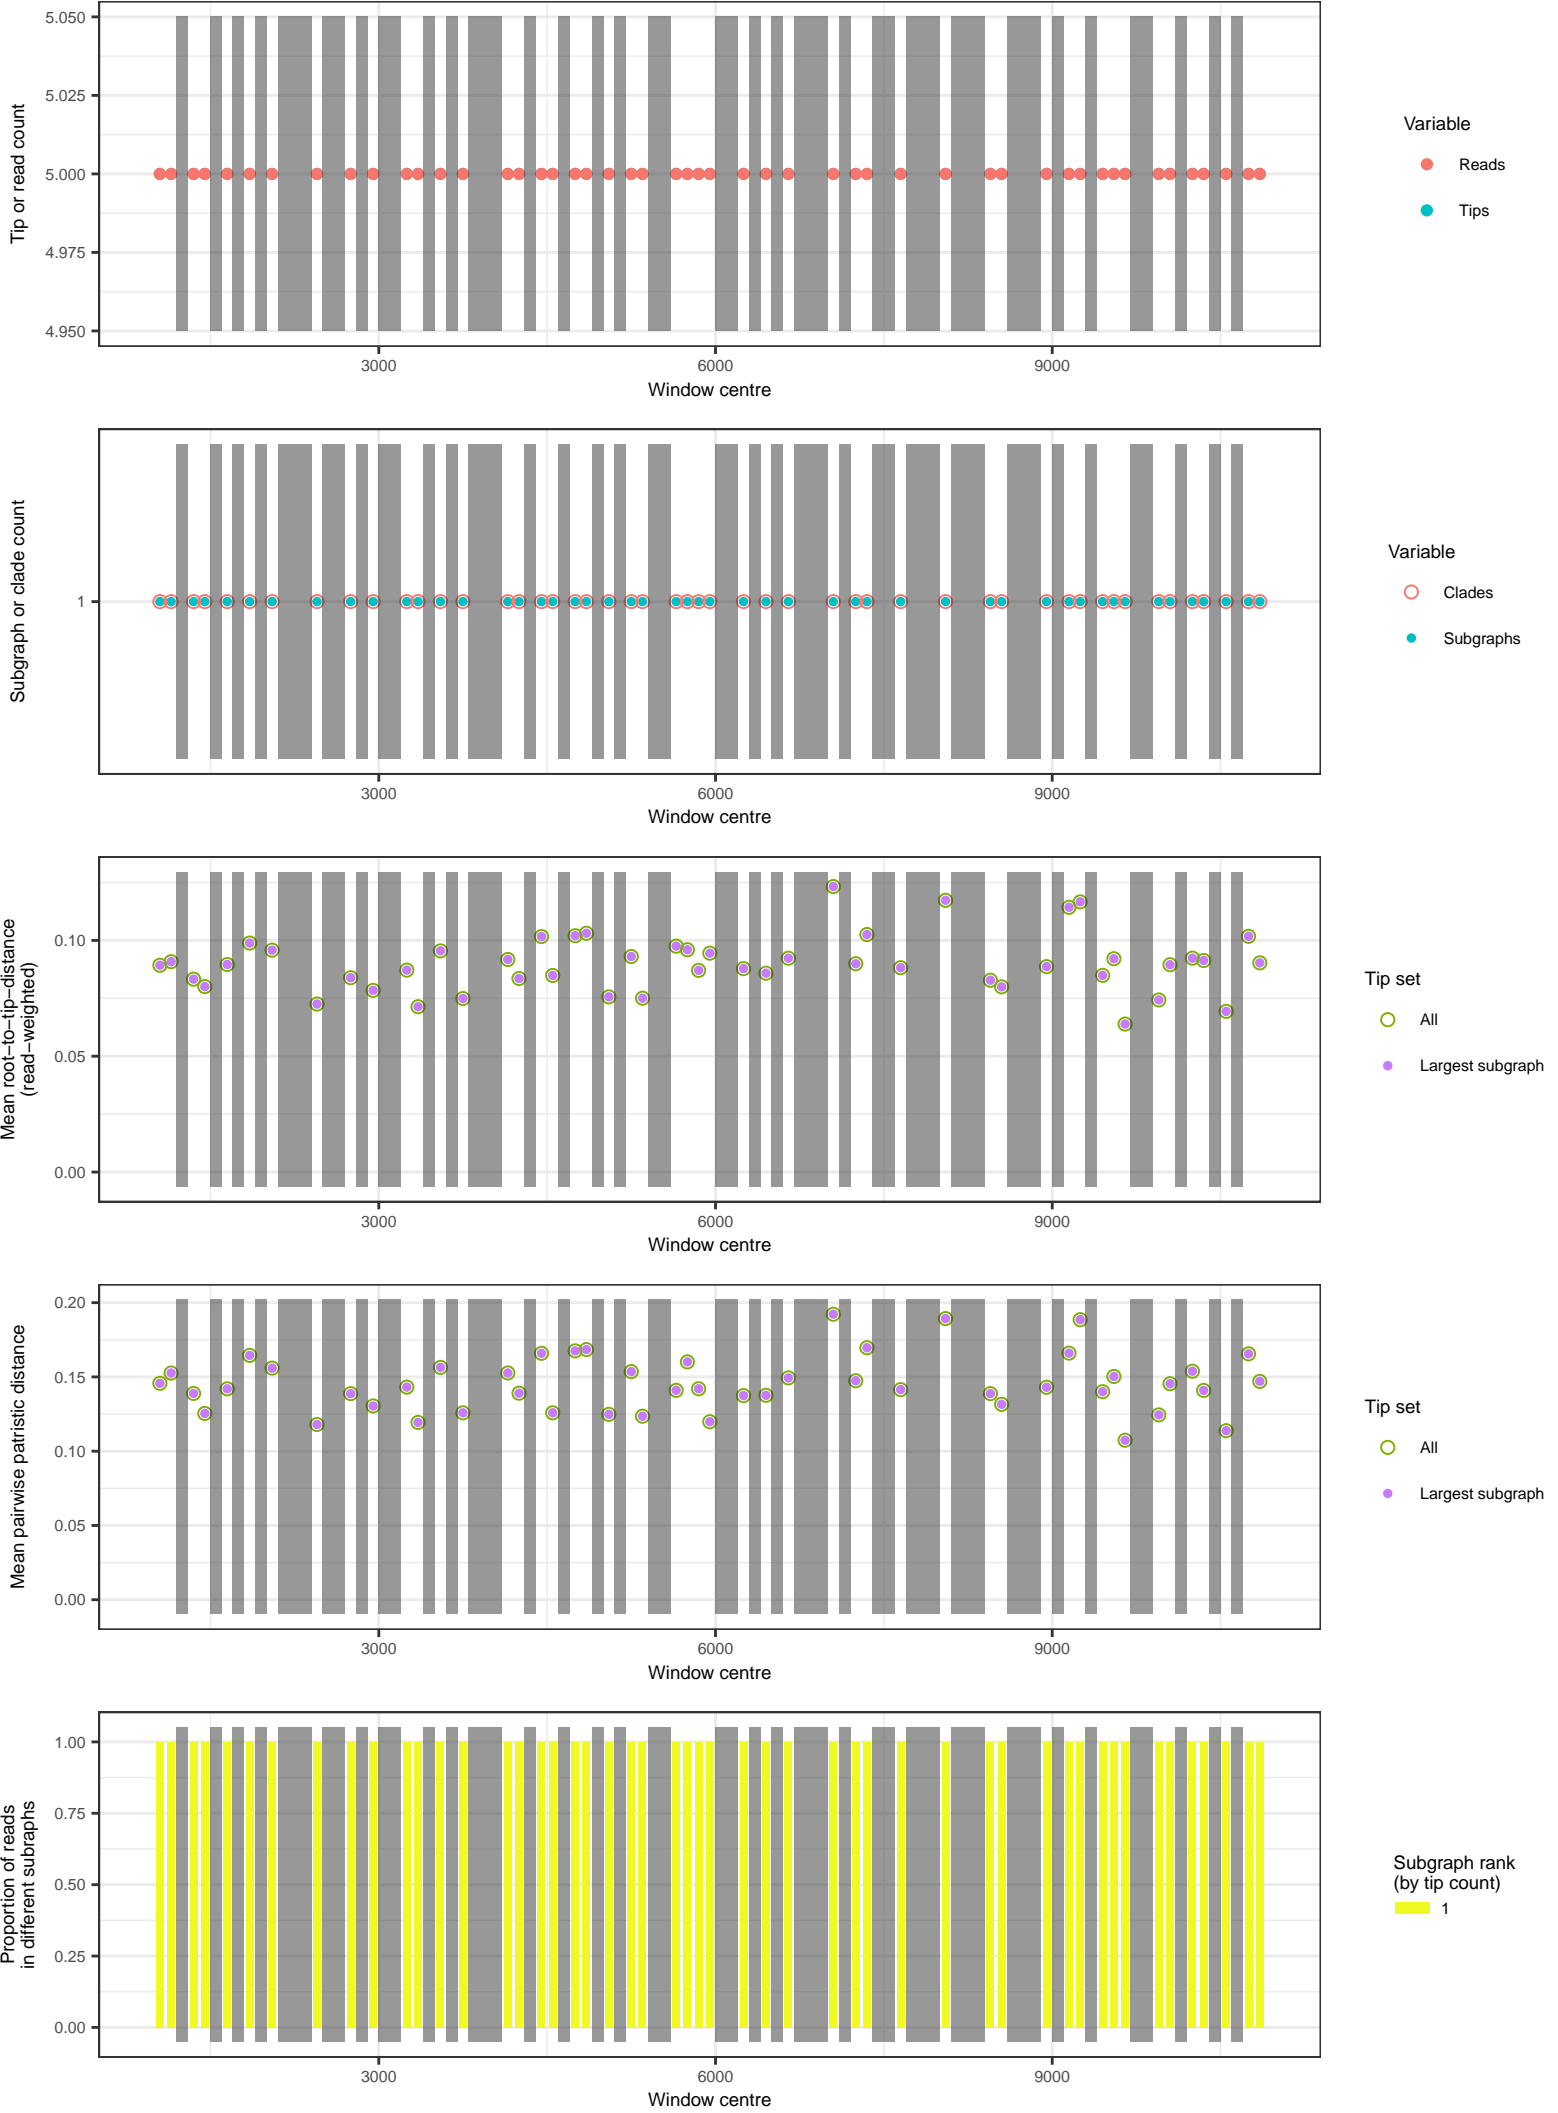 5.050
5.025
5.000
4.975
4.950
Tip or read count
3000
6000
9000
Window centre
Variable
Reads
Tips
1
Subgraph or clade count
3000
6000
9000
Window centre
Variable
Clades
Subgraphs
0.10
0.05
0.00
Mean root−to−tip−distance
(read−weighted)
3000
6000
9000
Window centre
Tip set
All
Largest subgraph
0.20
0.15
0.10
0.05
0.00
Mean pairwise patristic distance
3000
6000
9000
Window centre
Tip set
All
Largest subgraph
1.00
0.75
0.50
0.25
0.00
Proportion of reads
in different subraphs
3000
6000
9000
Window centre
Subgraph rank
(by tip count)
1